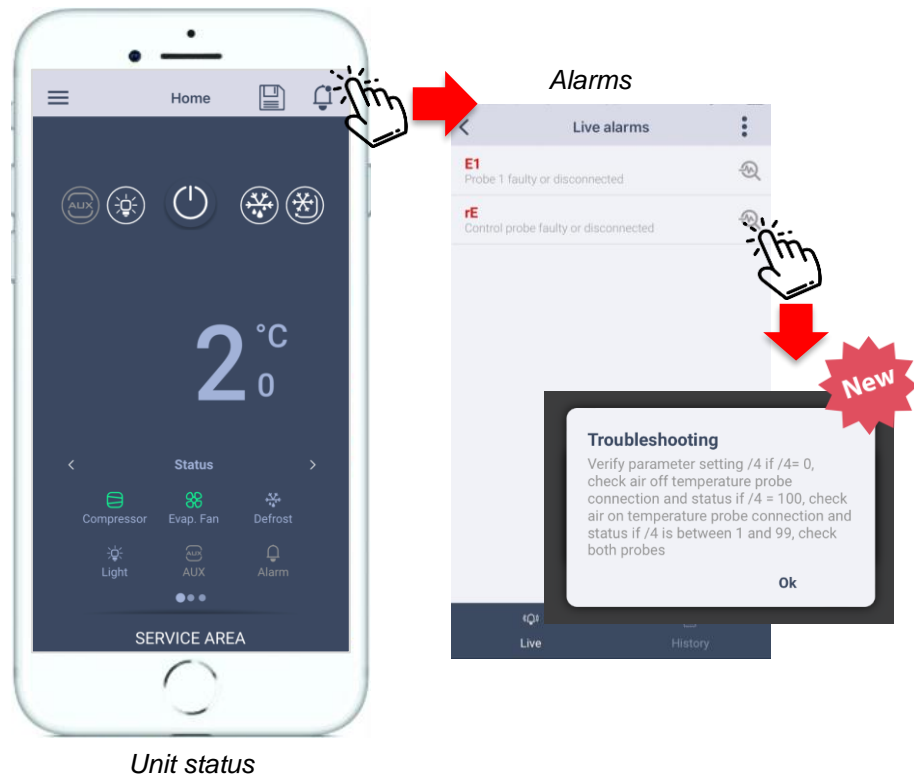 Home
AUX
2 °C
0
Status
Compressor
Evap. Fan
Defrost
Light
AUX
AUX
Alarm
SERVICE AREA
Unit status
Alarms
Live alarms
E1
Probe 1 faulty or disconnected
rE
Control probe faulty or disconnected
New
Troubleshooting
Verify parameter setting /4 if /4= 0,
check air off temperature probe
connection and status if /4 = 100, check
air on temperature probe connection and
status if /4 is between 1 and 99, check
both probes
Ok
Live
History